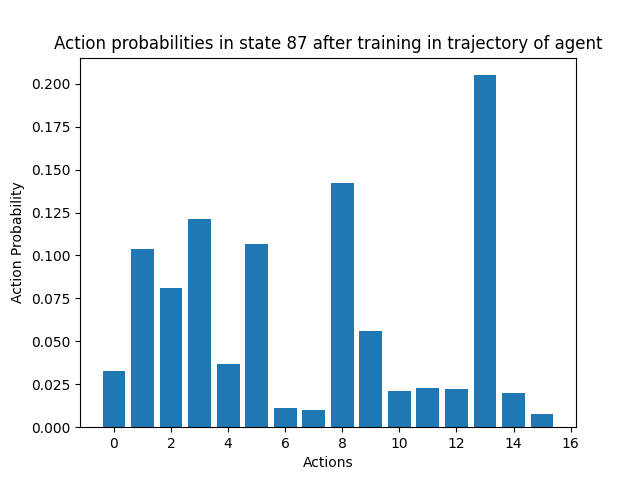 Action probabilities in state 87 after training in trajectory of agent
0.200
0.175
0.150
0.125
0.100
0.075
0.050
0.025
0.000
Action Probability
0 2 4 6 8 10 12 14 16
Actions